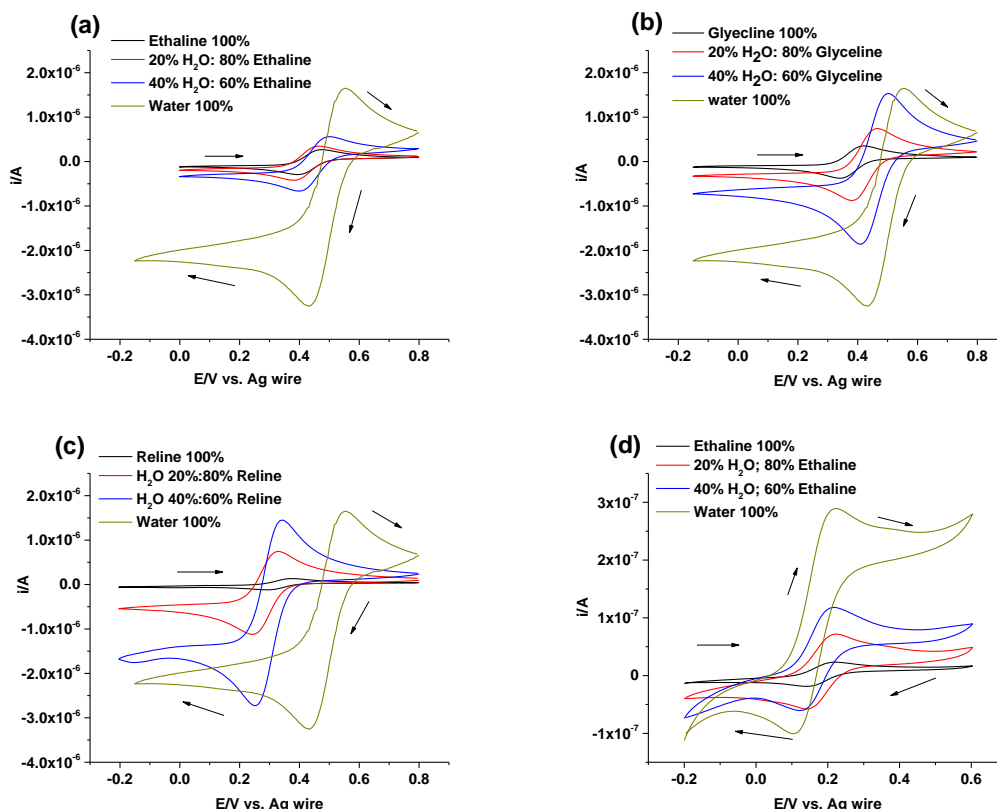 (a)
Ethaline 100%
20% H₂O: 80% Ethaline
40% H₂O: 60% Ethaline
Water 100%
2.0x10⁻⁶
1.0x10⁻⁶
0.0
-1.0x10⁻⁶
-2.0x10⁻⁶
-3.0x10⁻⁶
-4.0x10⁻⁶
i/A
-0.2 0.0 0.2 0.4 0.6 0.8
E/V vs. Ag wire
(b)
Glyecline 100%
20% H₂O: 80% Glyceline
40% H₂O: 60% Glyceline
water 100%
2.0x10⁻⁶
1.0x10⁻⁶
0.0
-1.0x10⁻⁶
-2.0x10⁻⁶
-3.0x10⁻⁶
-4.0x10⁻⁶
i/A
-0.2 0.0 0.2 0.4 0.6 0.8
E/V vs. Ag wire
(c)
Reline 100%
H₂O 20%:80% Reline
H₂O 40%:60% Reline
Water 100%
2.0x10⁻⁶
1.0x10⁻⁶
0.0
-1.0x10⁻⁶
-2.0x10⁻⁶
-3.0x10⁻⁶
-4.0x10⁻⁶
i/A
-0.2 0.0 0.2 0.4 0.6 0.8
E/V vs. Ag wire
(d)
Ethaline 100%
20% H₂O; 80% Ethaline
40% H₂O; 60% Ethaline
Water 100%
3x10⁻⁷
2x10⁻⁷
1x10⁻⁷
0
-1x10⁻⁷
i/A
-0.2 0.0 0.2 0.4 0.6
E/V vs. Ag wire